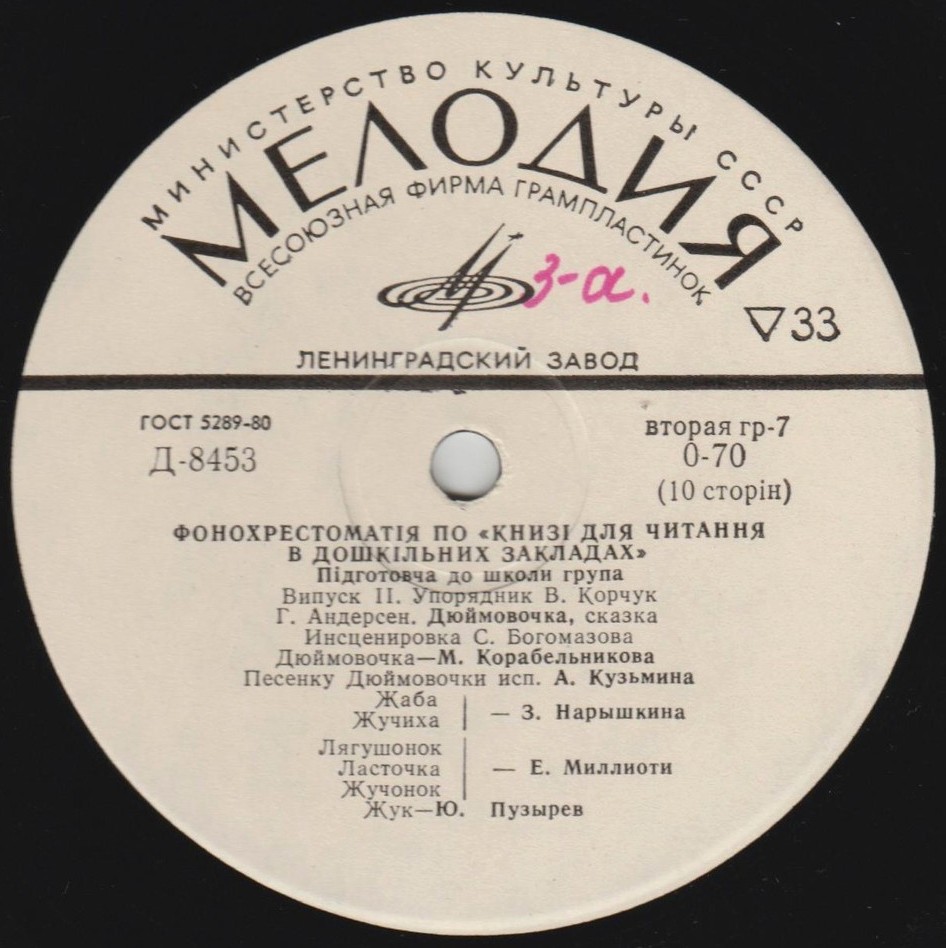 МИНИСТЕРСТВО КУЛЬТУРЫ СССР
МЕЛОДИЯ
ВСЕСОЮЗНАЯ ФИРМА ГРАМПЛАСТИНОК
3-а.
▽33
ЛЕНИНГРАДСКИЙ ЗАВОД
ГОСТ 5289-80
вторая гр-7
Д-8453
0-70
(10 сторін)
ФОНОХРЕСТОМАТІЯ ПО «КНИЗІ ДЛЯ ЧИТАННЯ
В ДОШКІЛЬНИХ ЗАКЛАДАХ»
Підготовча до школи група
Випуск II. Упорядник В. Корчук
Г. Андерсен. Дюймовочка, сказка
Инсценировка С. Богомазова
Дюймовочка—М. Корабельникова
Песенку Дюймовочки исп. А. Кузьмина
Жаба
Жучиха
— З. Нарышкина
Лягушонок
Ласточка
Жучонок
— Е. Миллиоти
Жук—Ю. Пузырев